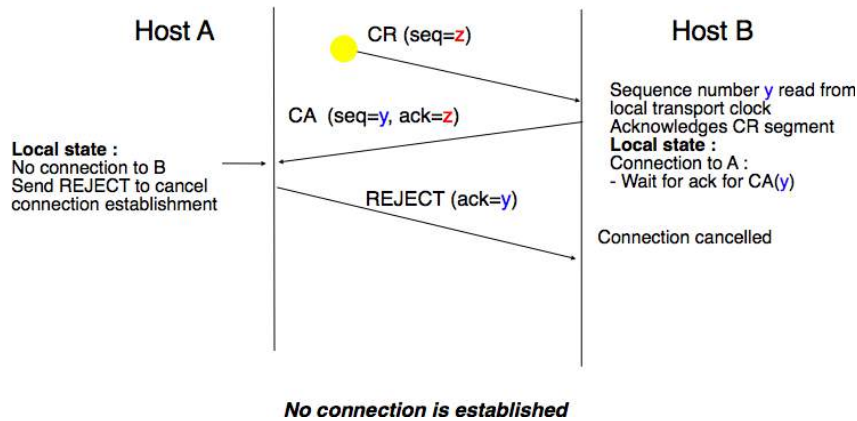 Host A
CR (seq=z)
Host B
Sequence number y read from
local transport clock
Acknowledges CR segment
Local state :
Connection to A :
- Wait for ack for CA(y)
CA (seq=y, ack=z)
Local state :
No connection to B
Send REJECT to cancel
connection establishment
REJECT (ack=y)
Connection cancelled
No connection is established